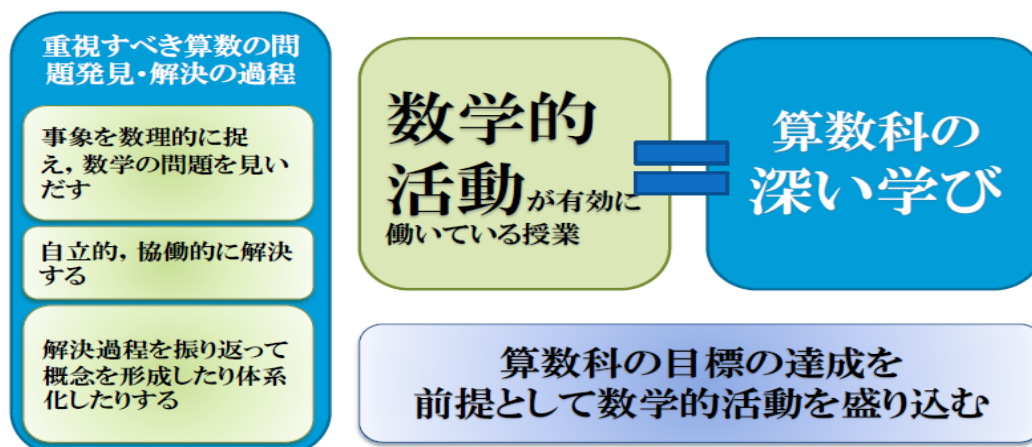 重視すべき算数の問
題発見・解決の過程
事象を数理的に捉
え，数学の問題を見い
だす
自立的，協働的に解決
する
解決過程を振り返って
概念を形成したり体系
化したりする
数学的
活動が有効に
働いている授業
算数科の
深い学び
算数科の目標の達成を
前提として数学的活動を盛り込む